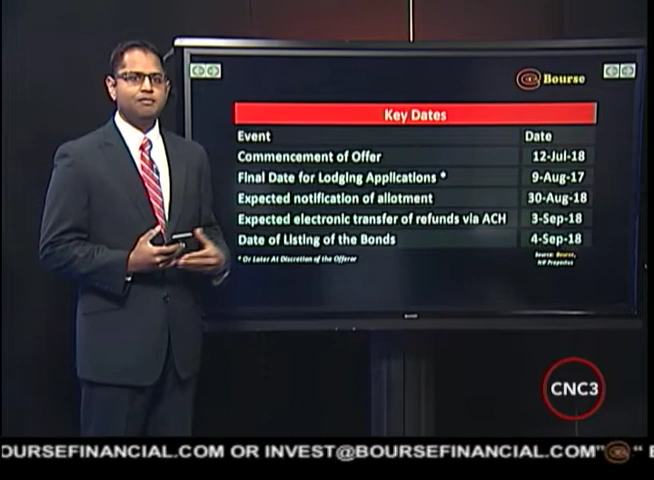 Bourse
Key Dates
Event Date
Commencement of Offer 12-Jul-18
Final Date for Lodging Applications * 9-Aug-17
Expected notification of allotment 30-Aug-18
Expected electronic transfer of refunds via ACH 3-Sep-18
Date of Listing of the Bonds 4-Sep-18
* Or Later At Discretion of the Offeror
Source: Bourse,
NIF Prospectus
CNC3
OURSEFINANCIAL.COM OR INVEST@BOURSEFINANCIAL.COM" "